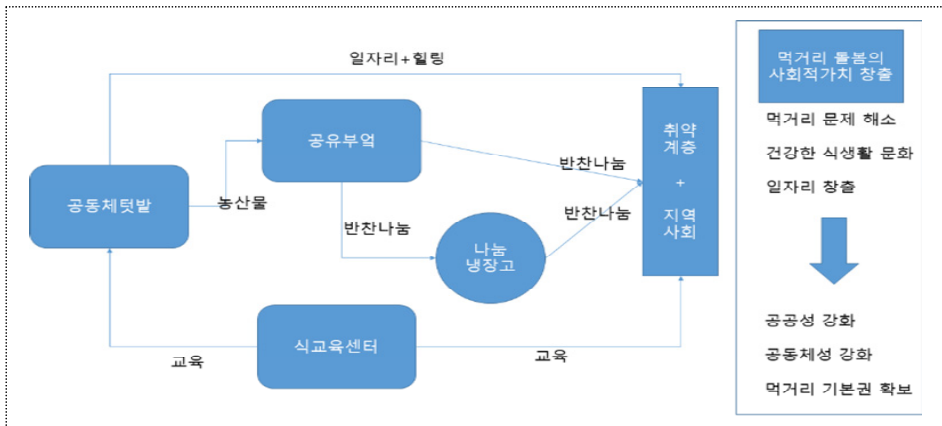 일자리+힐링
먹거리 돌봄의
사회적가치 창출
먹거리 문제 해소
건강한 식생활 문화
일자리 창출
공공성 강화
공동체성 강화
먹거리 기본권 확보
공유부엌
취약
계층
+
지역
사회
반찬나눔
공동체텃밭
농산물
반찬나눔
반찬나눔
나눔
냉장고
식교육센터
교육
교육